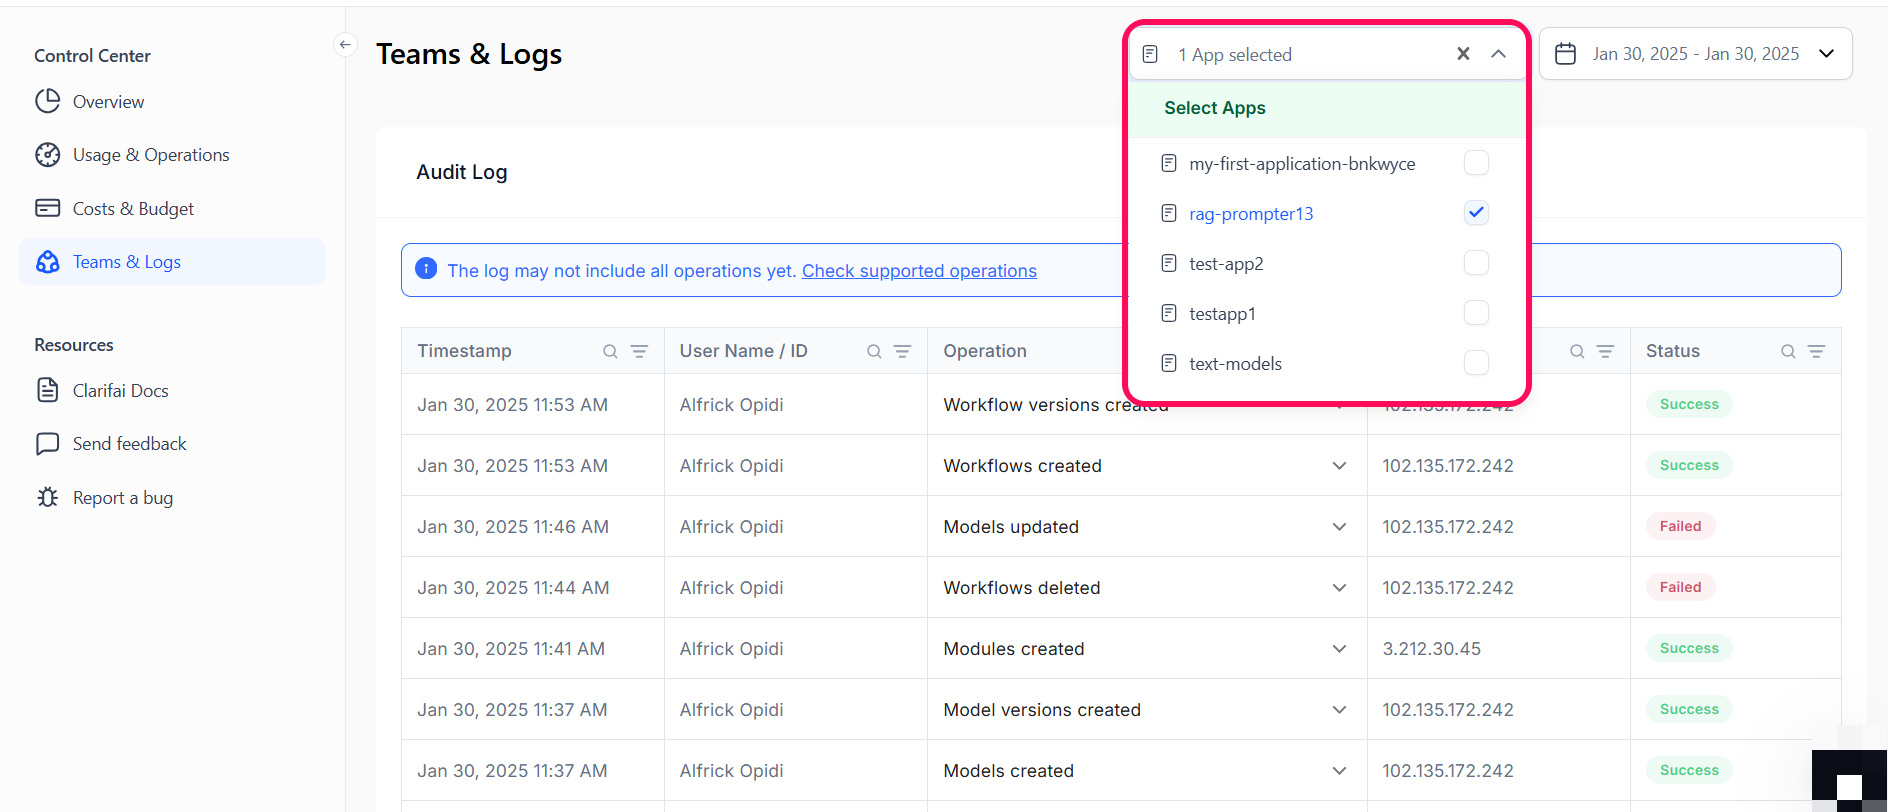 Control Center
Overview
Usage & Operations
Costs & Budget
Teams & Logs
Resources
Clarifai Docs
Send feedback
Report a bug
Teams & Logs
1 App selected
Jan 30, 2025 - Jan 30, 2025
Select Apps
my-first-application-bnkwyce
rag-prompter13
test-app2
testapp1
text-models
Audit Log
The log may not include all operations yet. Check supported operations
Timestamp User Name / ID Operation Status
Jan 30, 2025 11:53 AM Alfrick Opidi Workflow versions created 102.135.172.242 Success
Jan 30, 2025 11:53 AM Alfrick Opidi Workflows created 102.135.172.242 Success
Jan 30, 2025 11:46 AM Alfrick Opidi Models updated 102.135.172.242 Failed
Jan 30, 2025 11:44 AM Alfrick Opidi Workflows deleted 102.135.172.242 Failed
Jan 30, 2025 11:41 AM Alfrick Opidi Modules created 3.212.30.45 Success
Jan 30, 2025 11:37 AM Alfrick Opidi Model versions created 102.135.172.242 Success
Jan 30, 2025 11:37 AM Alfrick Opidi Models created 102.135.172.242 Success